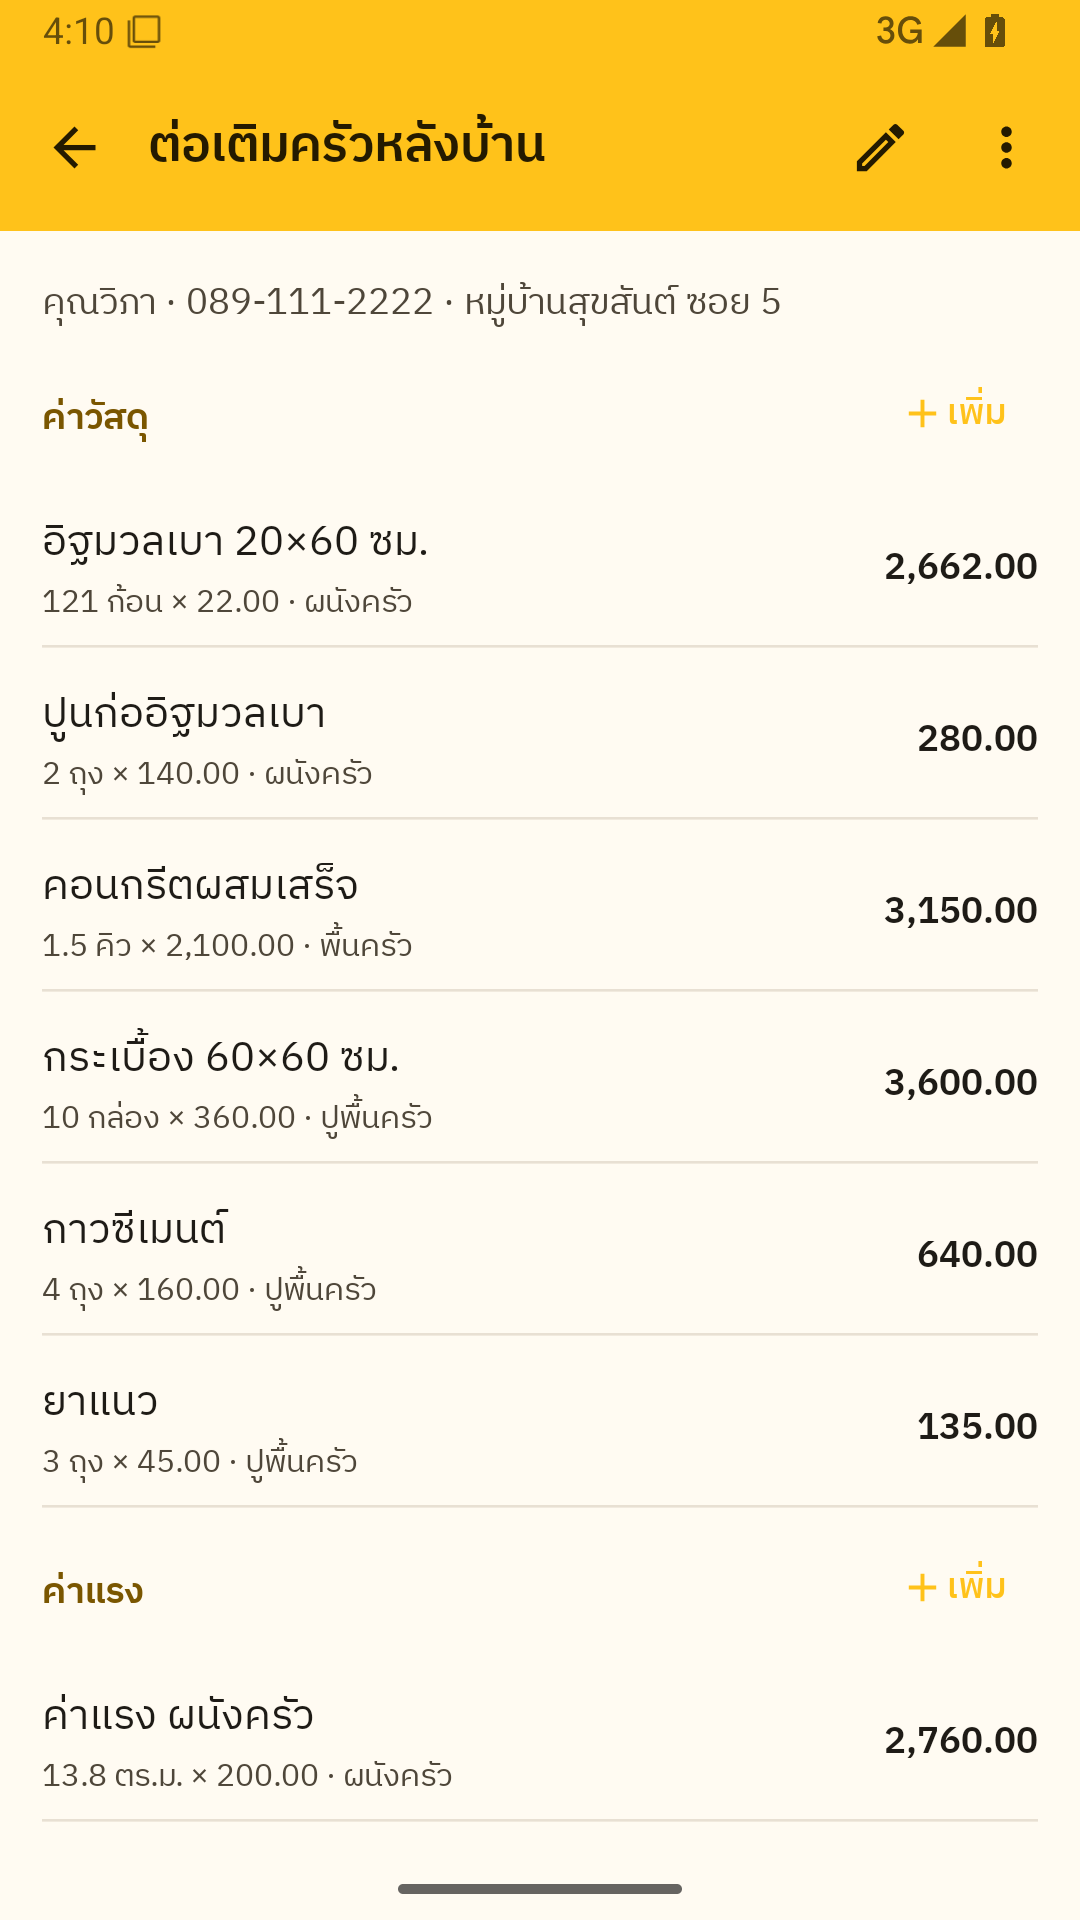 4:10
3G
ต่อเติมครัวหลังบ้าน
คุณวิภา · 089-111-2222 · หมู่บ้านสุขสันต์ ซอย 5
ค่าวัสดุ
+ เพิ่ม
อิฐมวลเบา 20×60 ซม.
2,662.00
121 ก้อน × 22.00 · ผนังครัว
ปูนก่ออิฐมวลเบา
280.00
2 ถุง × 140.00 · ผนังครัว
คอนกรีตผสมเสร็จ
3,150.00
1.5 คิว × 2,100.00 · พื้นครัว
กระเบื้อง 60×60 ซม.
3,600.00
10 กล่อง × 360.00 · ปูพื้นครัว
กาวซีเมนต์
640.00
4 ถุง × 160.00 · ปูพื้นครัว
ยาแนว
135.00
3 ถุง × 45.00 · ปูพื้นครัว
ค่าแรง
+ เพิ่ม
ค่าแรง ผนังครัว
2,760.00
13.8 ตร.ม. × 200.00 · ผนังครัว